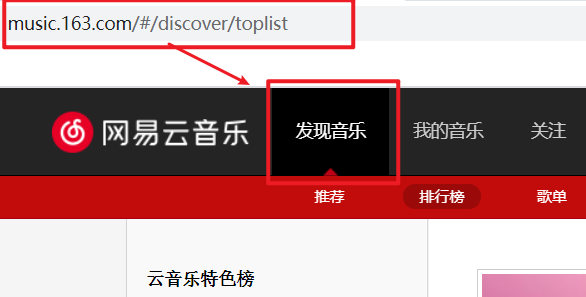 music.163.com/#/discover/toplist
网易云音乐 发现音乐 我的音乐 关注
推荐 排行榜 歌单
云音乐特色榜